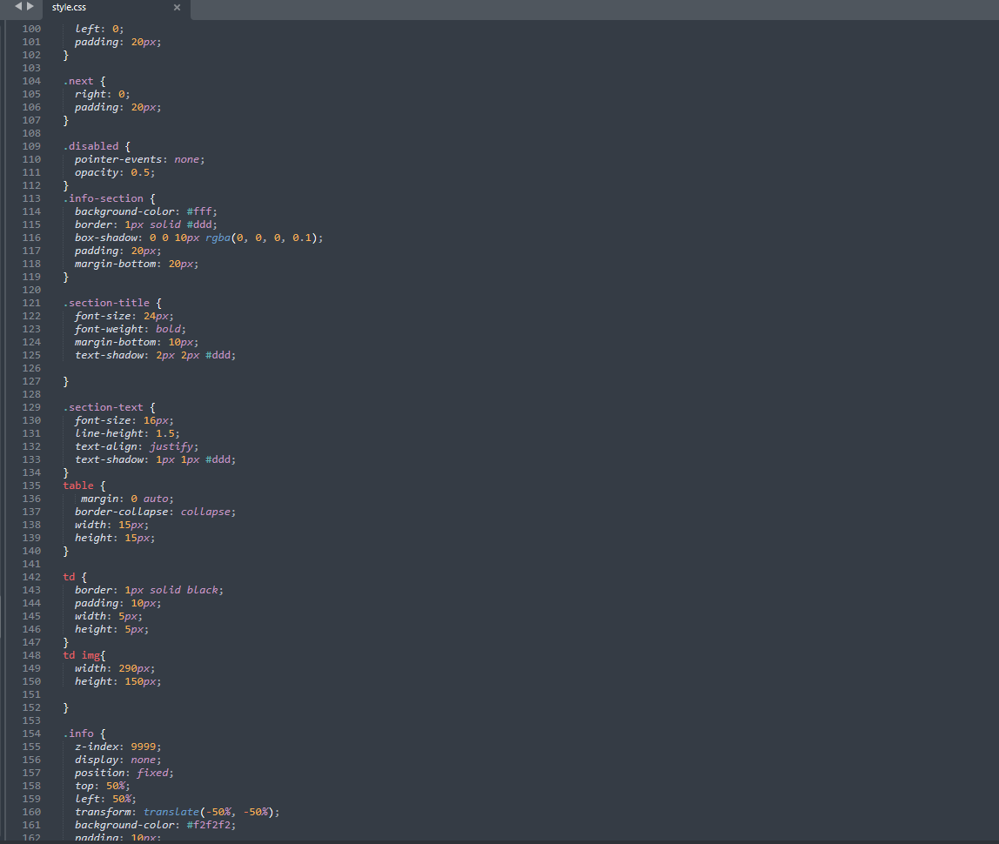 style.css ×
100 left: 0;
101 padding: 20px;
102 }
103
104 .next {
105 right: 0;
106 padding: 20px;
107 }
108
109 .disabled {
110 pointer-events: none;
111 opacity: 0.5;
112 }
113 .info-section {
114 background-color: #fff;
115 border: 1px solid #ddd;
116 box-shadow: 0 0 10px rgba(0, 0, 0, 0.1);
117 padding: 20px;
118 margin-bottom: 20px;
119 }
120
121 .section-title {
122 font-size: 24px;
123 font-weight: bold;
124 margin-bottom: 10px;
125 text-shadow: 2px 2px #ddd;
126
127 }
128
129 .section-text {
130 font-size: 16px;
131 line-height: 1.5;
132 text-align: justify;
133 text-shadow: 1px 1px #ddd;
134 }
135 table {
136 margin: 0 auto;
137 border-collapse: collapse;
138 width: 15px;
139 height: 15px;
140 }
141
142 td {
143 border: 1px solid black;
144 padding: 10px;
145 width: 5px;
146 height: 5px;
147 }
148 td img{
149 width: 290px;
150 height: 150px;
151
152 }
153
154 .info {
155 z-index: 9999;
156 display: none;
157 position: fixed;
158 top: 50%;
159 left: 50%;
160 transform: translate(-50%, -50%);
161 background-color: #f2f2f2;
162 padding: 10px;